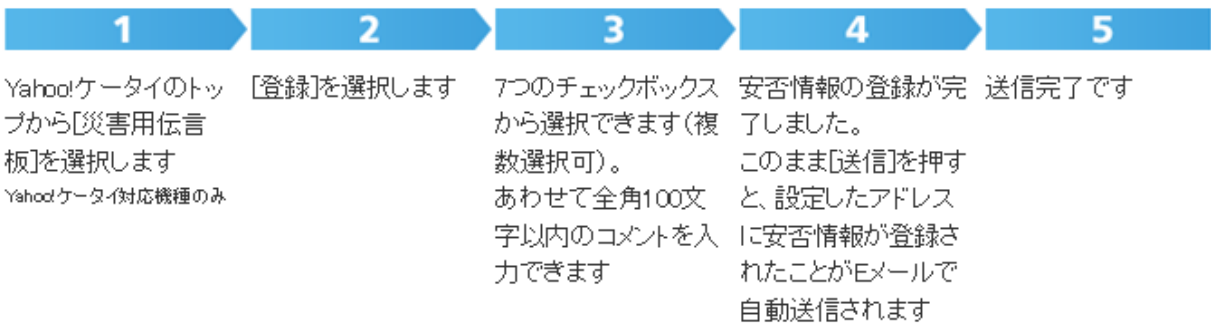 1
Yahoo!ケータイのトッ
プから[災害用伝言
板]を選択します
Yahoo!ケータイ対応機種のみ
2
[登録]を選択します
3
7つのチェックボックス
から選択できます(複
数選択可)。
あわせて全角100文
字以内のコメントを入
力できます
4
安否情報の登録が完
了しました。
このまま[送信]を押す
と、設定したアドレス
に安否情報が登録さ
れたことがEメールで
自動送信されます
5
送信完了です